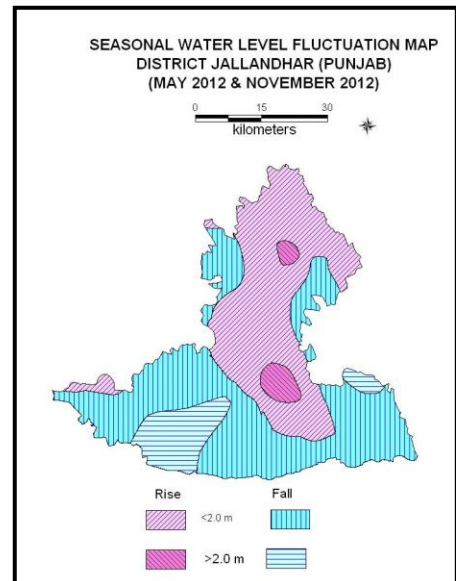 SEASONAL WATER LEVEL FLUCTUATION MAP
DISTRICT JALLANDHAR (PUNJAB)
(MAY 2012 & NOVEMBER 2012)
0 15 30
kilometers
Rise Fall
<2.0 m
>2.0 m